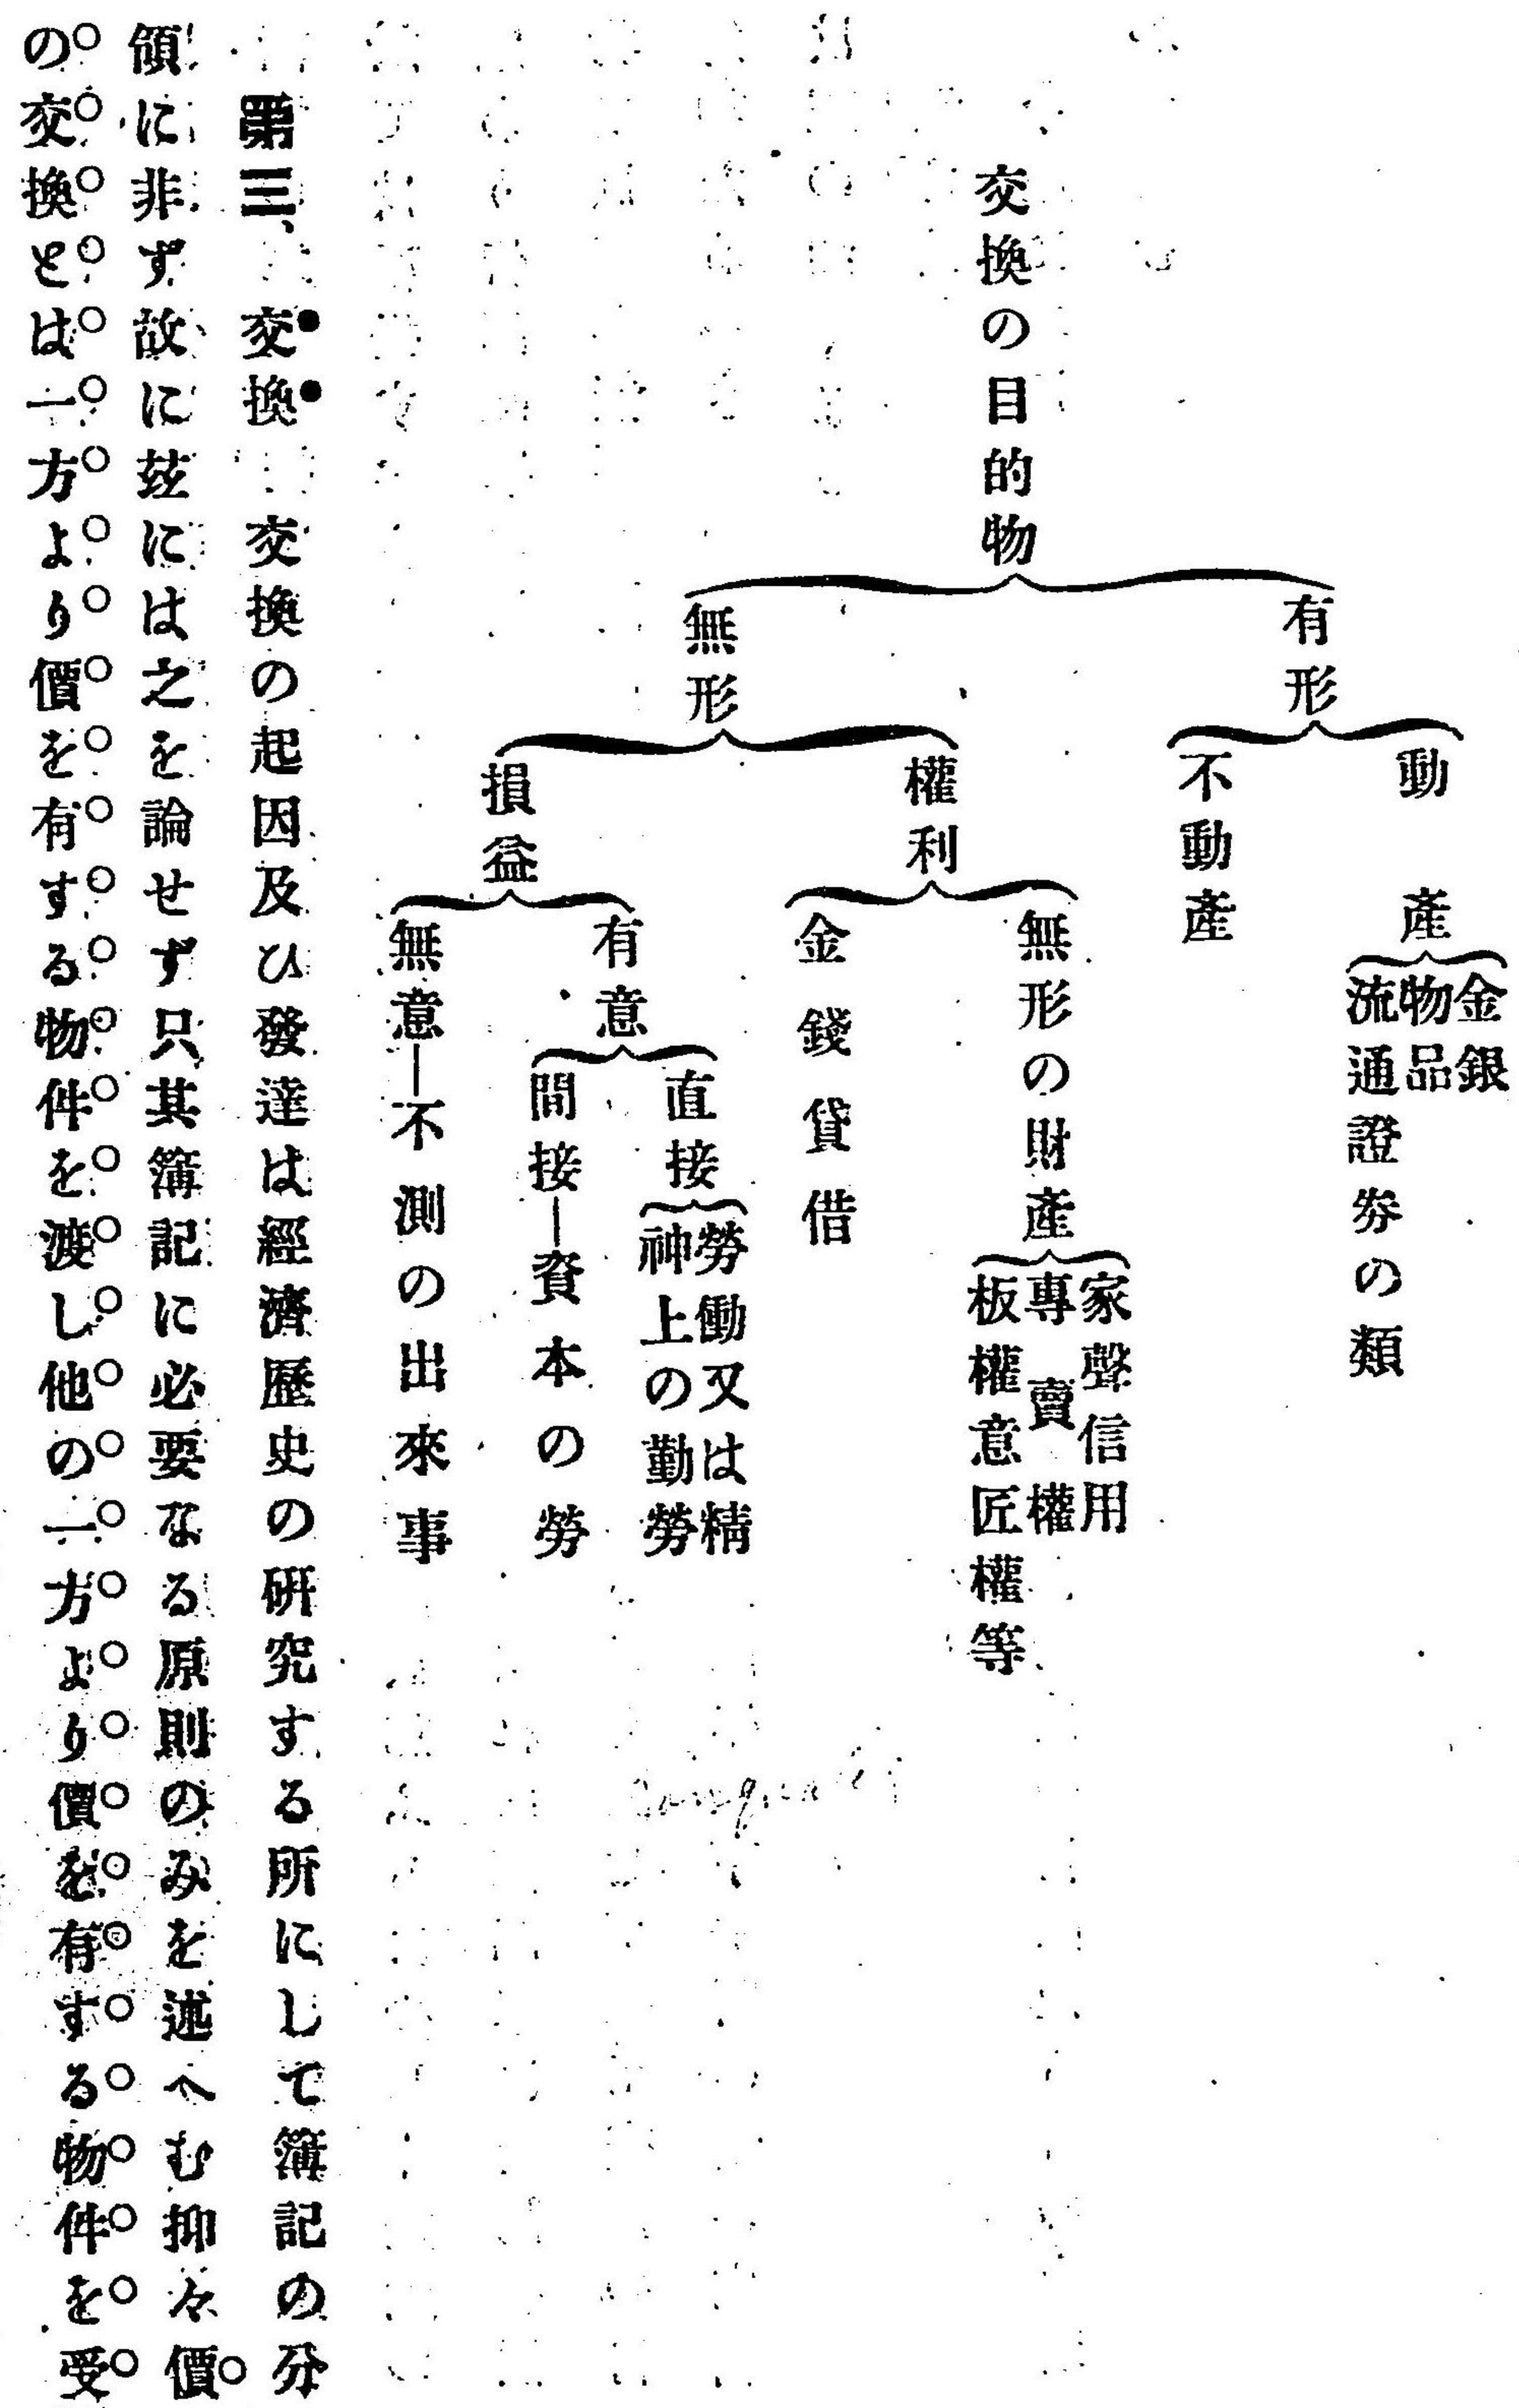 交換の目的物
有形
動産
金銀
物品
流通證劵の類
不動產
無形
權利
無形の財產
家聲信用
專賣權
板權意匠權等
金錢貸借
損益
有意
直接
勞働又は精
神上の勤勞
間接―資本の勞
無意―不測の出來事
第三、交換 交換の起因及ひ發達は經濟歷史の硏究する所にして簿記の分
領に非ず故に玆には之を論せず只其簿記に必要なる原則のみを述へむ抑々價
の交換とは一方より價を有する物件を渡し他の一方より價を有する物件を受